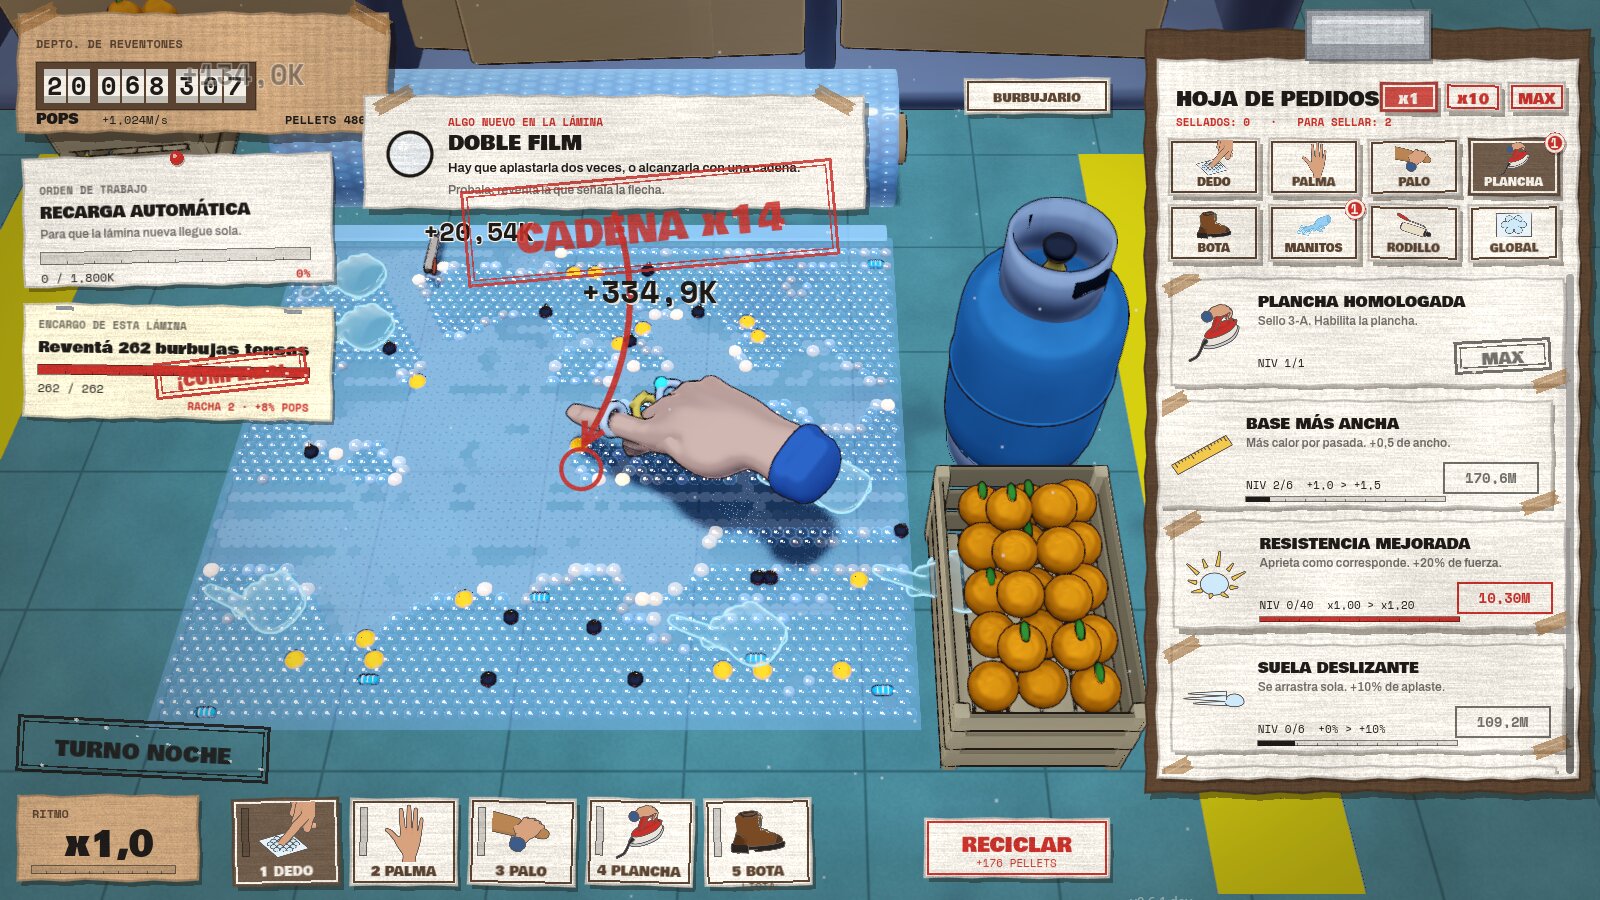 DEPTO. DE REVENTONES
20 068 307
POPS +1.024M/s PELLETS 480
ORDEN DE TRABAJO
RECARGA AUTOMÁTICA
Para que la lámina nueva llegue sola.
0 / 1.800K 0%
ENCARGO DE ESTA LÁMINA
Reventá 262 burbujas tensas
262 / 262
RACHA 2 · +8% POPS
ALGO NUEVO EN LA LÁMINA
DOBLE FILM
Hay que aplastarla dos veces, o alcanzarla con una cadena.
Probala: reventá la que señala la flecha.
CADENA x14
+20,54K
+334,9K
BURBUJARIO
HOJA DE PEDIDOS x1 x10 MAX
SELLADOS: 0 · PARA SELLAR: 2
DEDO
PALMA
PALO
PLANCHA
1
BOTA
MANITOS
1
RODILLO
GLOBAL
PLANCHA HOMOLOGADA
Sello 3-A. Habilita la plancha.
NIV 1/1
MAX
BASE MÁS ANCHA
Más calor por pasada. +0,5 de ancho.
NIV 2/6 +1.0 > +1.5
170,6M
RESISTENCIA MEJORADA
Aprieta como corresponde. +20% de fuerza.
NIV 0/40 x1,00 > x1,20
10,30M
SUELA DESLIZANTE
Se arrastra sola. +10% de aplaste.
NIV 0/6 +0% > +10%
109,2M
TURNO NOCHE
RITMO
x1,0
1 DEDO
2 PALMA
3 PALO
4 PLANCHA
5 BOTA
RECICLAR
+176 PELLETS